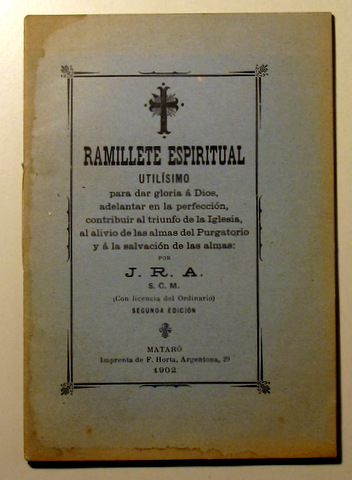 RAMILLETE ESPIRITUAL
UTILÍSIMO
para dar gloria á Dios,
adelantar en la perfección,
contribuir al triunfo de la Iglesia,
al alivio de las almas del Purgatorio
y á la salvación de las almas:
POR
J. R. A.
S. C. M.
(Con licencia del Ordinario)
SEGUNDA EDICIÓN
MATARÓ
Imprenta de F. Horta, Argentona, 29
1902